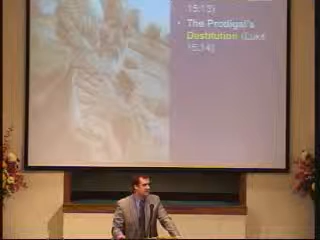 15:13)
• The Prodigal's
Destitution (Luke
15:14)